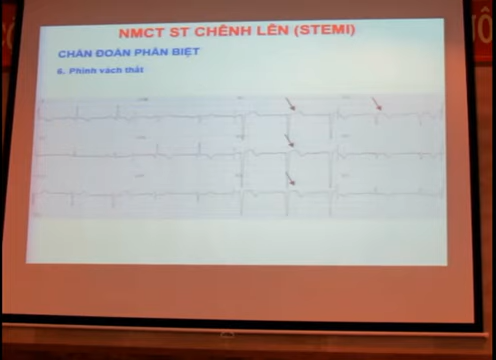 NMCT ST CHÊNH LÊN (STEMI)
CHẨN ĐOÁN PHÂN BIỆT
6. Phình vách thất